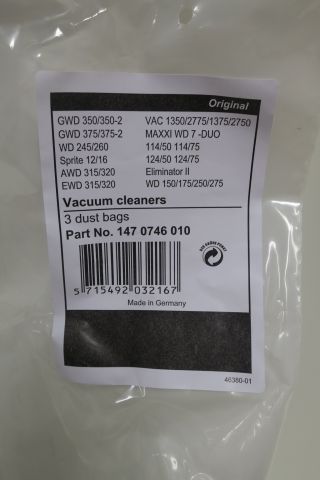 Original
GWD 350/350-2 VAC 1350/2775/1375/2750
GWD 375/375-2 MAXXI WD 7 -DUO
WD 245/260 114/50 114/75
Sprite 12/16 124/50 124/75
AWD 315/320 Eliminator II
EWD 315/320 WD 150/175/250/275
Vacuum cleaners
3 dust bags
Part No. 147 0746 010
5 715492 032167
Made in Germany
46380-01